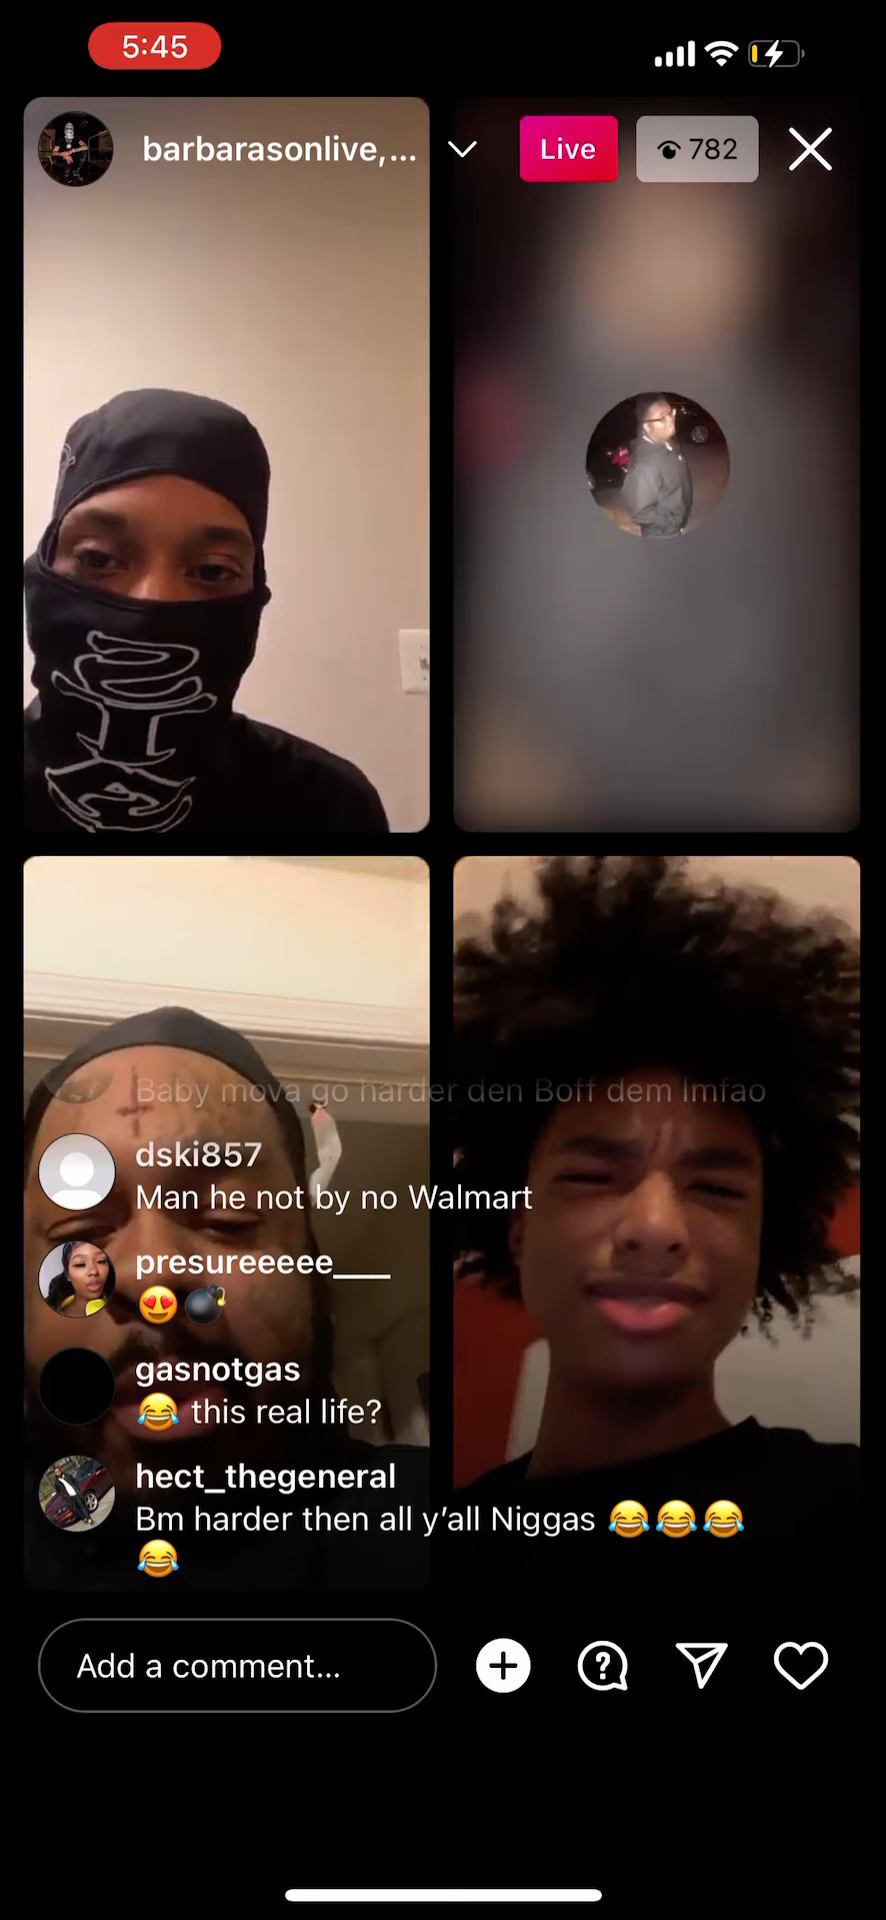 5:45
barbarasonlive,...
Live
782
Baby mova go harder den Boff dem lmfao
dski857
Man he not by no Walmart
presureeeee___
😍💣
gasnotgas
😂 this real life?
hect_thegeneral
Bm harder then all y’all Niggas 😂😂😂
😂
Add a comment...